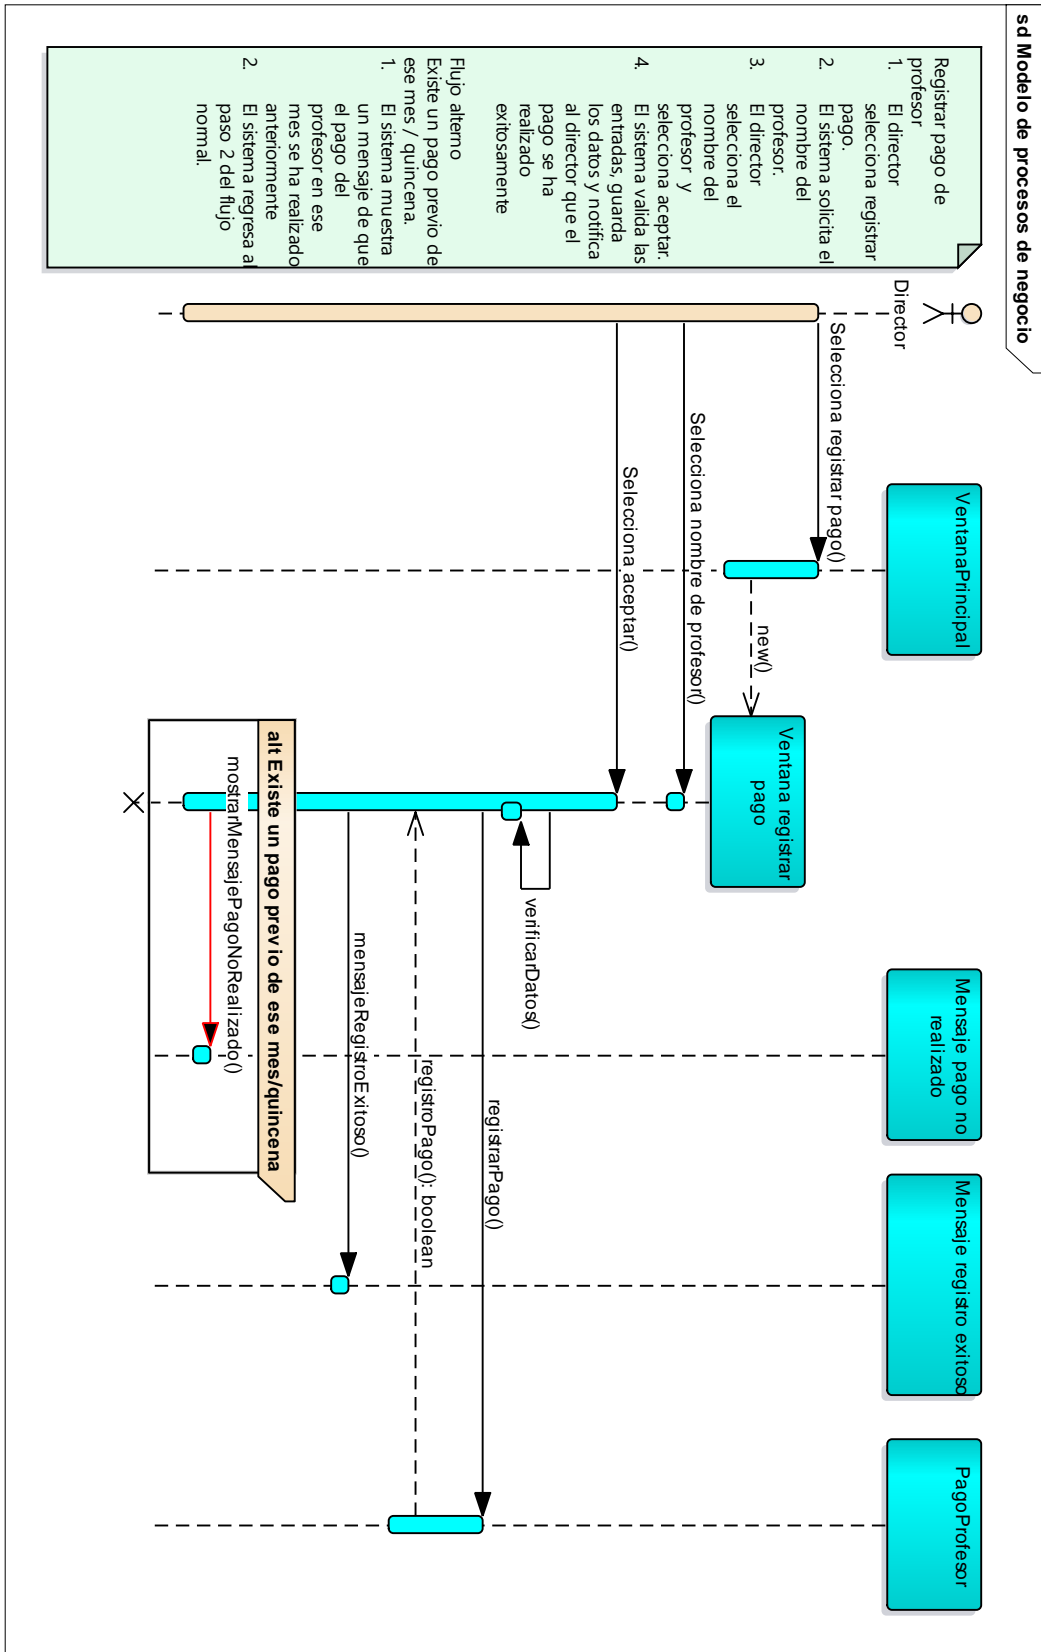 sd Modelo de procesos de negocio
Registrar pago de
profesor
1. El director
selecciona registrar
pago.
2. El sistema solicita el
nombre del
profesor.
3. El director
selecciona el
nombre del
profesor y
selecciona aceptar.
4. El sistema valida las
entradas, guarda
los datos y notifica
al director que el
pago se ha
realizado
exitosamente
Flujo alterno
Existe un pago previo de
ese mes / quincena.
1. El sistema muestra
un mensaje de que
el pago del
profesor en ese
mes se ha realizado
anteriormente
2. El sistema regresa al
paso 2 del flujo
normal.
Director
VentanaPrincipal
Ventana registrar
pago
Mensaje pago no
realizado
Mensaje registro exitoso
PagoProfesor
Selecciona registrar pago()
new()
Selecciona nombre de profesor()
Selecciona aceptar()
verificarDatos()
registrarPago()
registroPago(): boolean
mensajeRegistroExitoso()
alt Existe un pago previo de ese mes/quincena
mostrarMensajePagoNoRealizado()